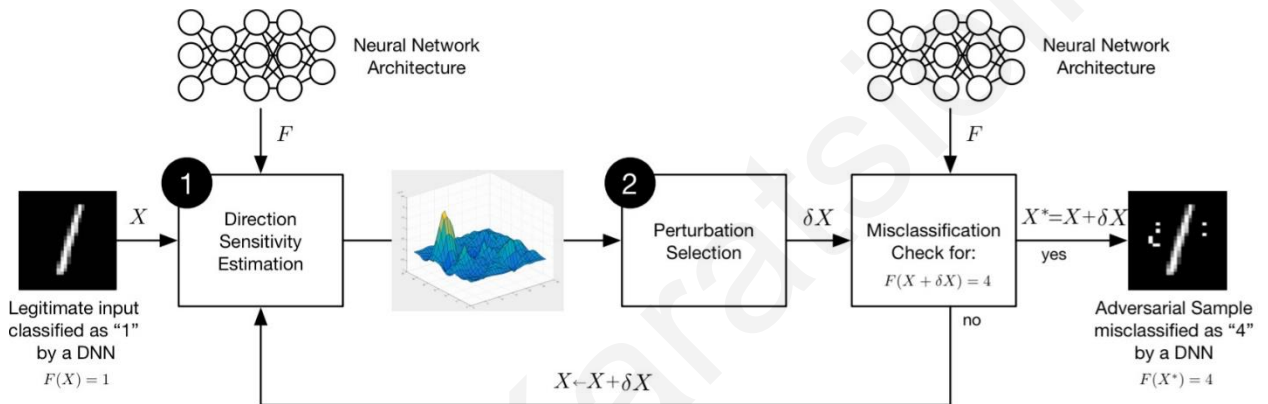 Neural Network
Architecture
F
Neural Network
Architecture
F
X
1
Direction
Sensitivity
Estimation
2
Perturbation
Selection
δX
Misclassification
Check for:
F(X + δX) = 4
X*=X+δX
yes
no
Legitimate input
classified as “1”
by a DNN
F(X) = 1
Adversarial Sample
misclassified as “4”
by a DNN
F(X*) = 4
X←X+δX